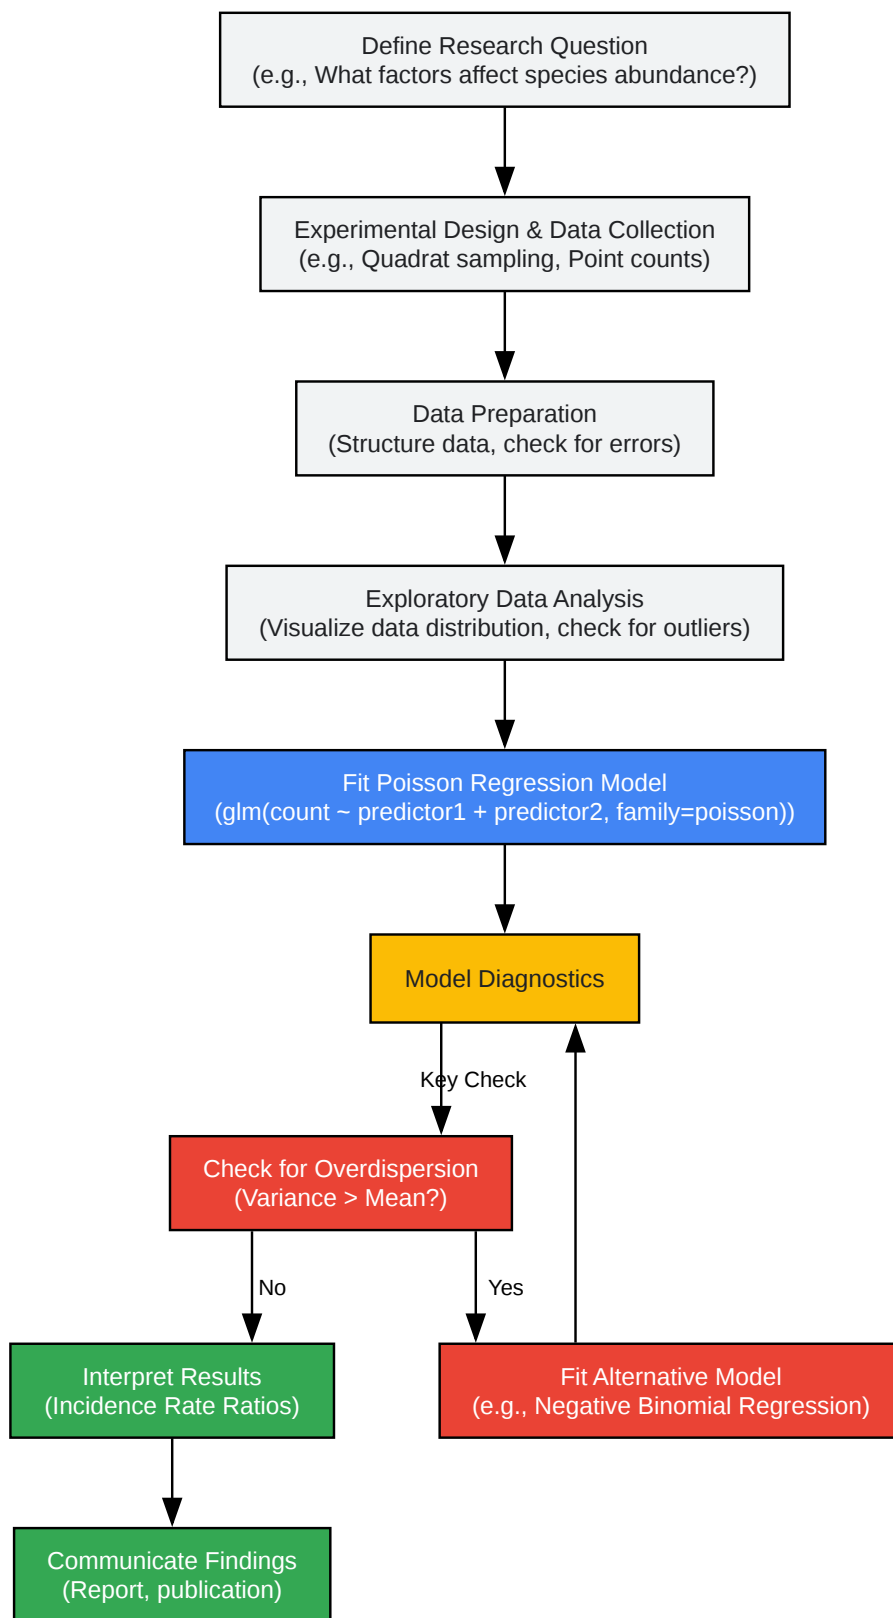 Define Research Question
(e.g., What factors affect species abundance?)
Experimental Design & Data Collection
(e.g., Quadrat sampling, Point counts)
Data Preparation
(Structure data, check for errors)
Exploratory Data Analysis
(Visualize data distribution, check for outliers)
Fit Poisson Regression Model
(glm(count ~ predictor1 + predictor2, family=poisson))
Model Diagnostics
Key Check
Check for Overdispersion
(Variance > Mean?)
No
Yes
Interpret Results
(Incidence Rate Ratios)
Fit Alternative Model
(e.g., Negative Binomial Regression)
Communicate Findings
(Report, publication)